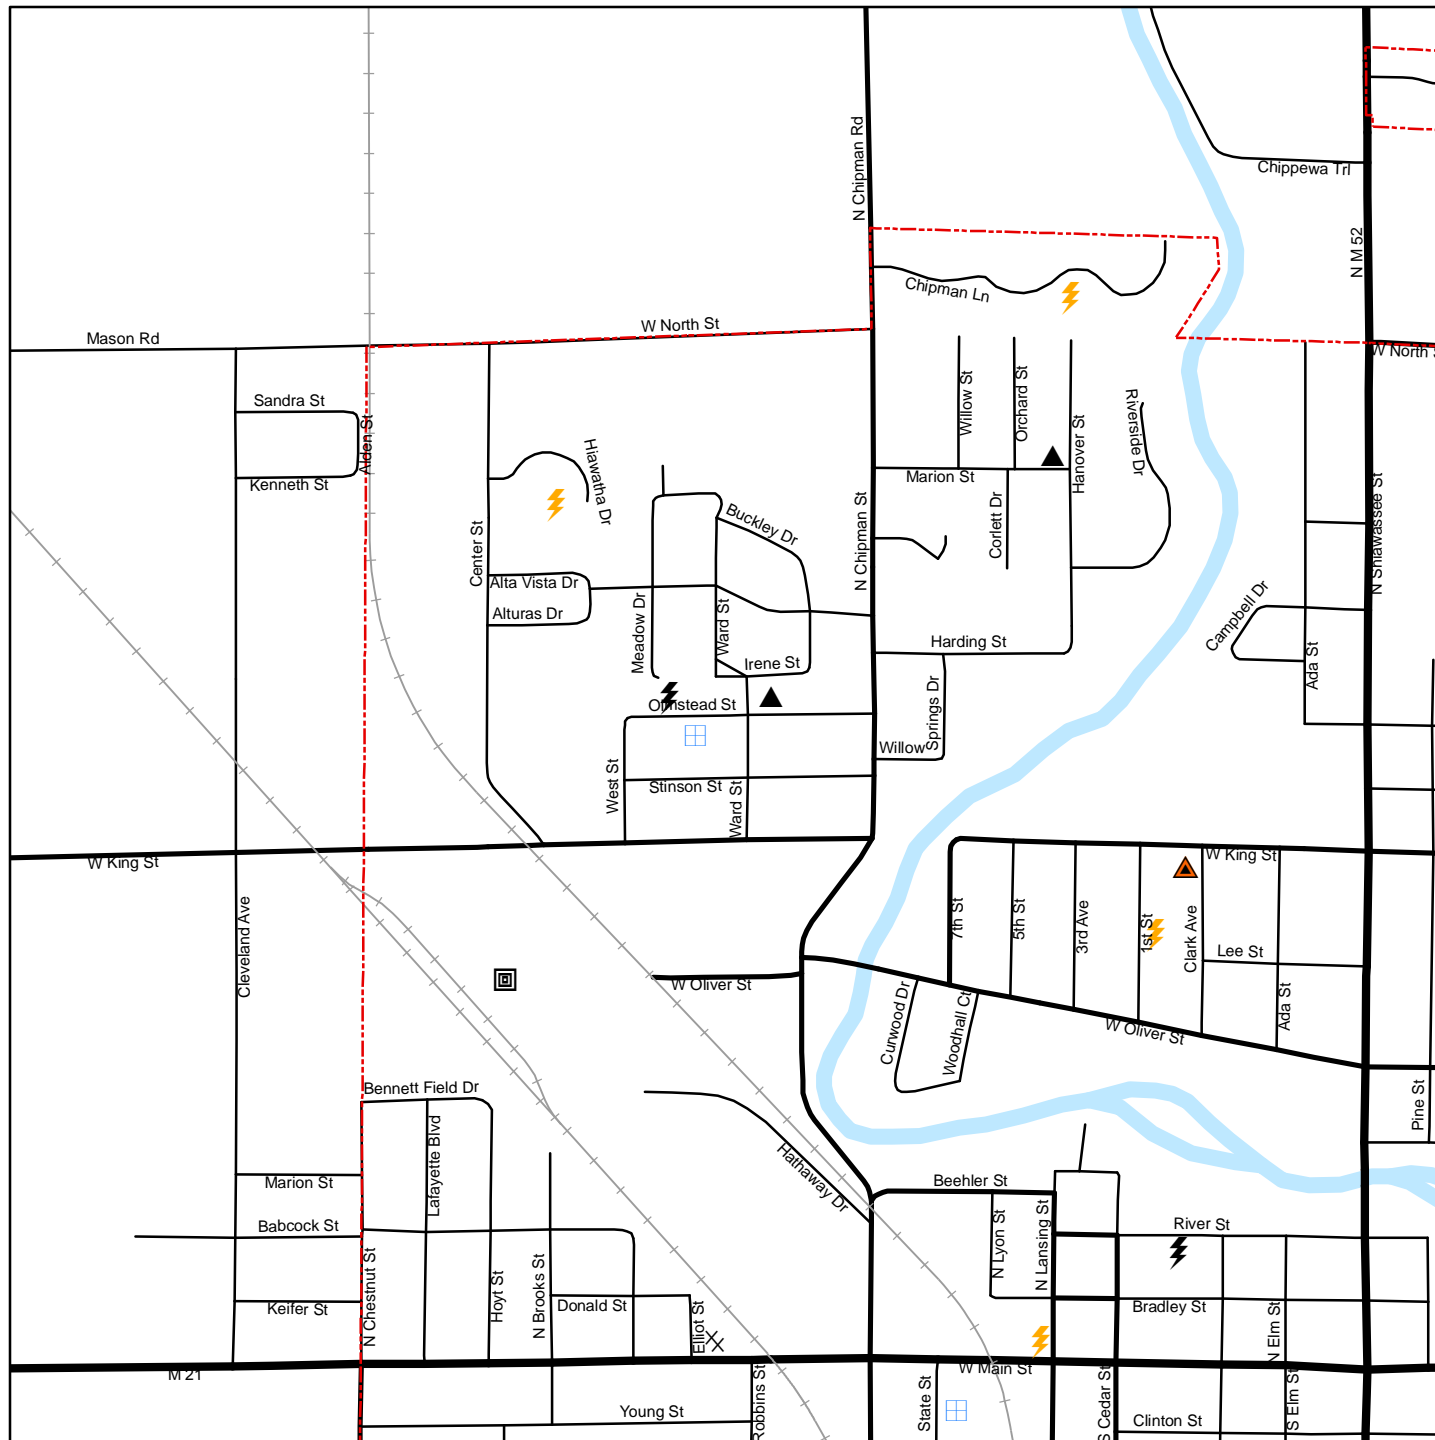 N Chipman Rd
Chippewa Trl
N M 52
Chipman Ln
W North St
Mason Rd
W North S
Sandra St
Alden St
Kenneth St
Hiawatha Dr
Willow St
Orchard St
Hanover St
Riverside Dr
Marion St
N Shiawassee St
Buckley Dr
N Chipman St
Corlett Dr
Center St
Alta Vista Dr
Alturas Dr
Meadow Dr
Ward St
Irene St
Harding St
Campbell Dr
Ada St
Olmstead St
Springs Dr
Willow
West St
Stinson St
Ward St
W King St
W King St
Cleveland Ave
7th St
5th St
3rd Ave
1st St
Clark Ave
Lee St
W Oliver St
Ada St
Curwood Dr
Woodhall Ct
W Oliver St
Bennett Field Dr
Lafayette Blvd
Pine St
Hathaway Dr
Marion St
Beehler St
Babcock St
N Lyon St
N Lansing St
River St
N Chestnut St
Hoyt St
N Brooks St
Keifer St
Donald St
Elliot St
Bradley St
N Elm St
M 21
W Main St
Robbins St
State St
S Cedar St
S Elm St
Young St
Clinton St